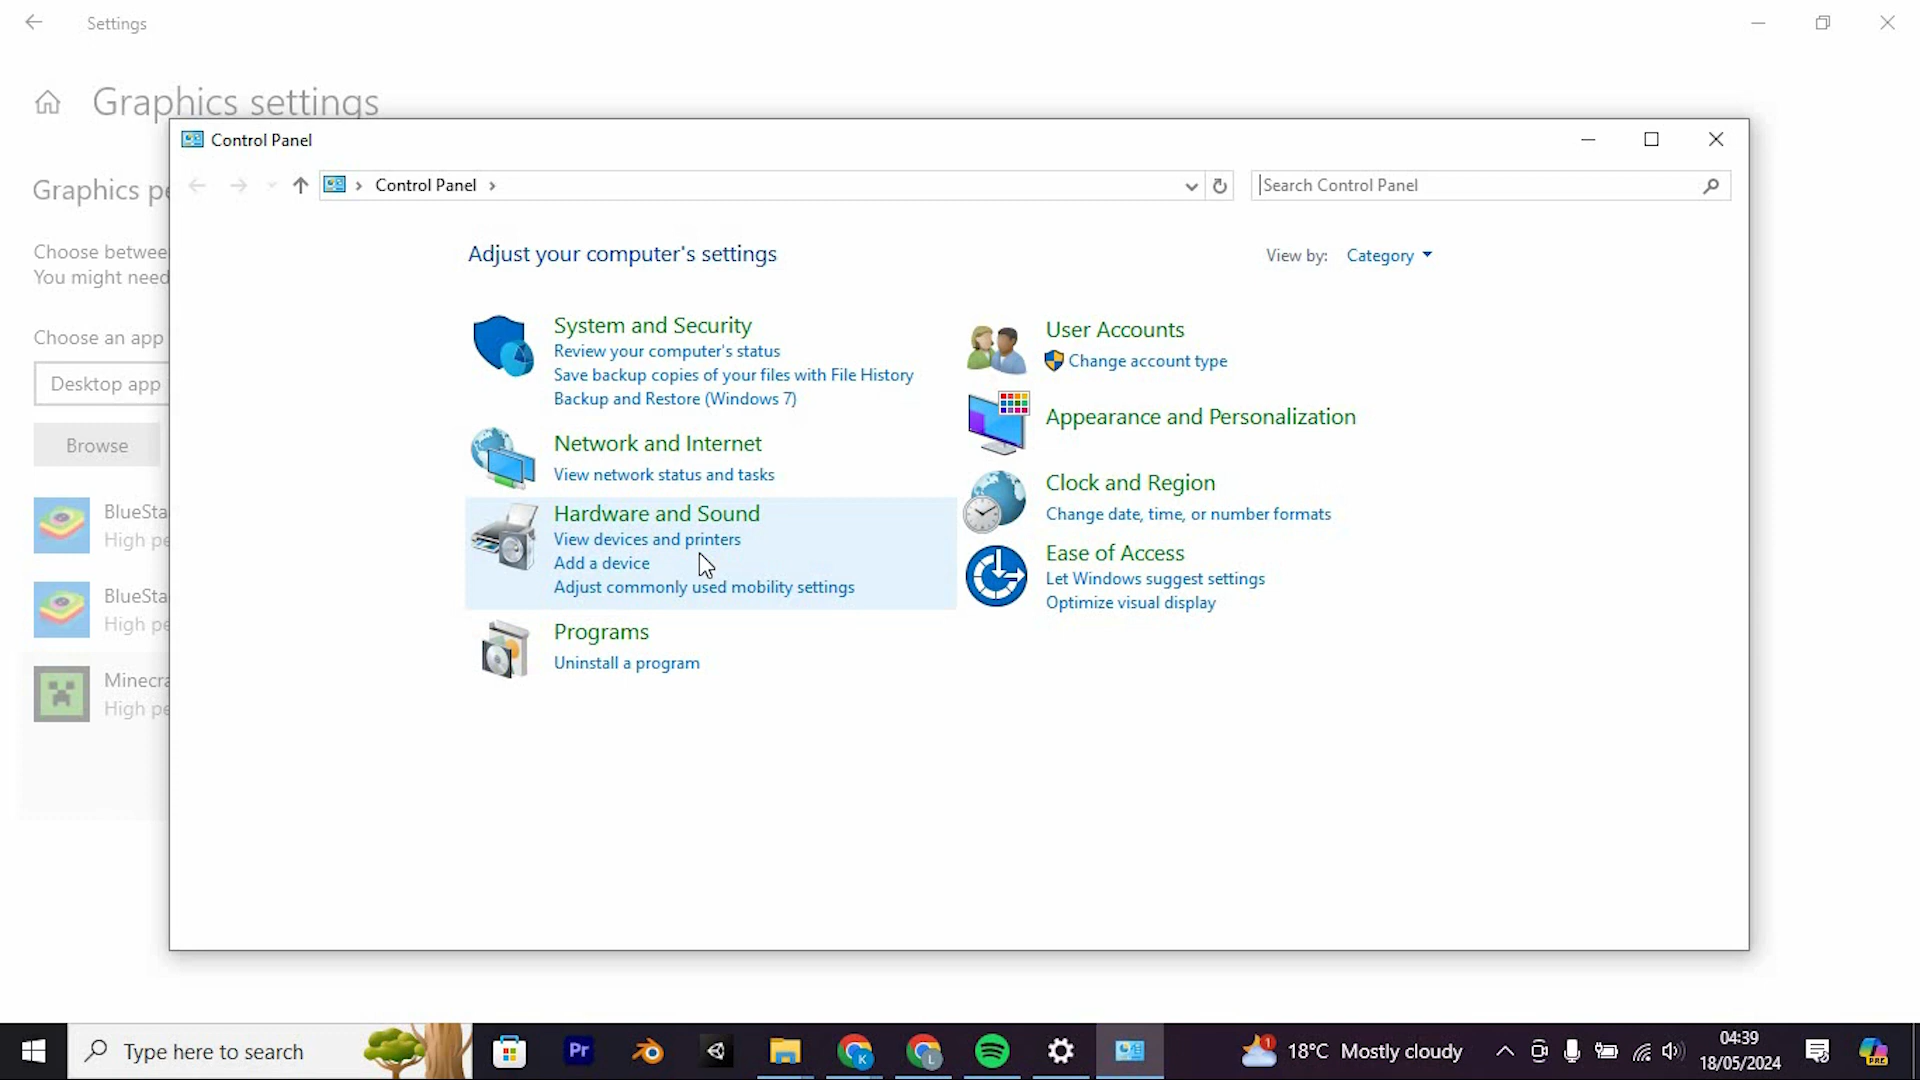 Settings
Graphics settings
Control Panel
Control Panel
Search Control Panel
Graphics pe
Choose betwee
You might need
Choose an app
Desktop app
Browse
BlueSta
High pe
BlueSta
High pe
Minecra
High pe
Adjust your computer's settings
View by: Category
System and Security
Review your computer's status
Save backup copies of your files with File History
Backup and Restore (Windows 7)
Network and Internet
View network status and tasks
Hardware and Sound
View devices and printers
Add a device
Adjust commonly used mobility settings
Programs
Uninstall a program
User Accounts
Change account type
Appearance and Personalization
Clock and Region
Change date, time, or number formats
Ease of Access
Let Windows suggest settings
Optimize visual display
Type here to search
Pr
K
L
1
18°C Mostly cloudy
04:39
18/05/2024
PRE